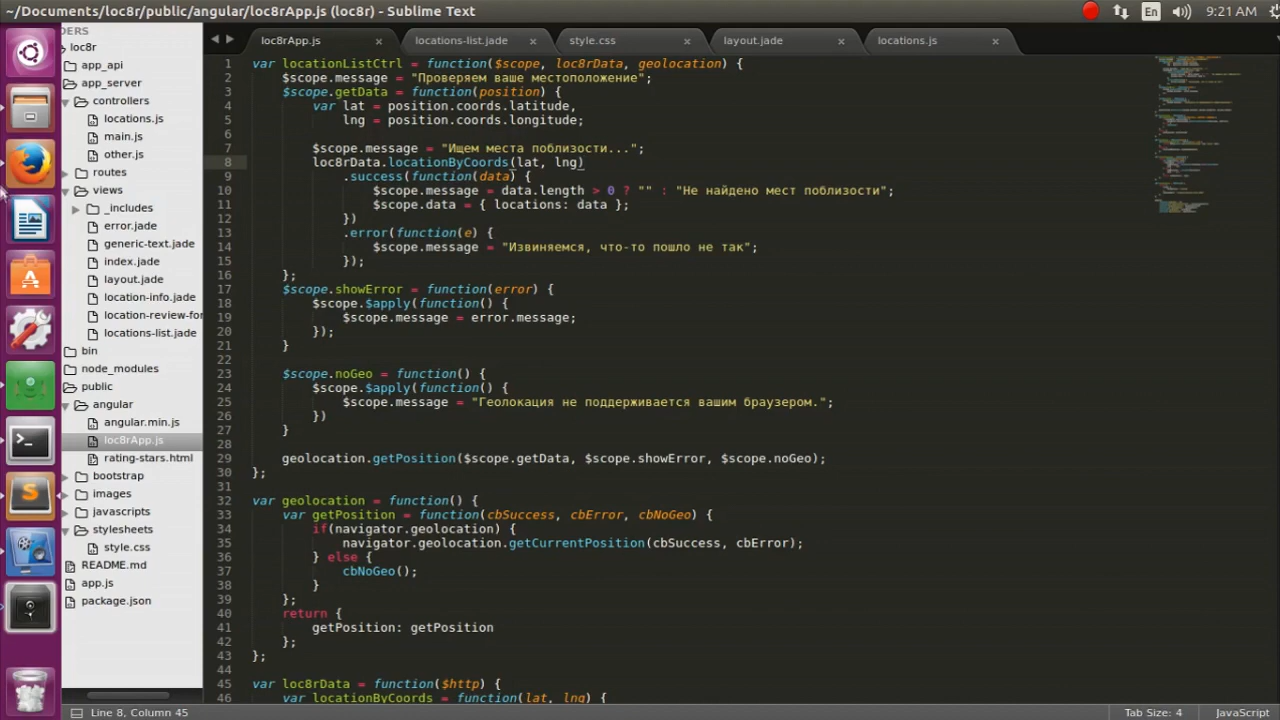 ~/Documents/loc8r/public/angular/loc8rApp.js (loc8r) - Sublime Text
En
9:21 AM
DERS
loc8r
app_api
app_server
controllers
locations.js
main.js
other.js
routes
views
_includes
error.jade
generic-text.jade
index.jade
layout.jade
location-info.jade
location-review-for
locations-list.jade
bin
node_modules
public
angular
angular.min.js
loc8rApp.js
rating-stars.html
bootstrap
images
javascripts
stylesheets
style.css
README.md
app.js
package.json
loc8rApp.js × locations-list.jade × style.css × layout.jade × locations.js ×
1 var locationListCtrl = function($scope, loc8rData, geolocation) {
2 $scope.message = "Проверяем ваше местоположение";
3 $scope.getData = function(position) {
4 var lat = position.cords.latitude,
5 lng = position.cords.longitude;
6
7 $scope.message = "Ищем места поблизости...";
8 loc8rData.locationByCoords(lat, lng)
9 .success(function(data) {
10 $scope.message = data.length > 0 ? "" : "Не найдено мест поблизости";
11 $scope.data = { locations: data };
12 })
13 .error(function(e) {
14 $scope.message = "Извиняемся, что-то пошло не так";
15 });
16 };
17 $scope.showError = function(error) {
18 $scope.$apply(function() {
19 $scope.message = error.message;
20 });
21 }
22
23 $scope.noGeo = function() {
24 $scope.$apply(function() {
25 $scope.message = "Геолокация не поддерживается вашим браузером.";
26 })
27 }
28
29 geolocation.getPosition($scope.getData, $scope.showError, $scope.noGeo);
30 };
31
32 var geolocation = function() {
33 var getPosition = function(cbSuccess, cbError, cbNoGeo) {
34 if(navigator.geolocation) {
35 navigator.geolocation.getCurrentPosition(cbSuccess, cbError);
36 } else {
37 cbNoGeo();
38 }
39 };
40 return {
41 getPosition: getPosition
42 };
43 };
44
45 var loc8rData = function($http) {
46 var locationByCoords = function(lat, lng) {
Line 8, Column 45
Tab Size: 4
JavaScript